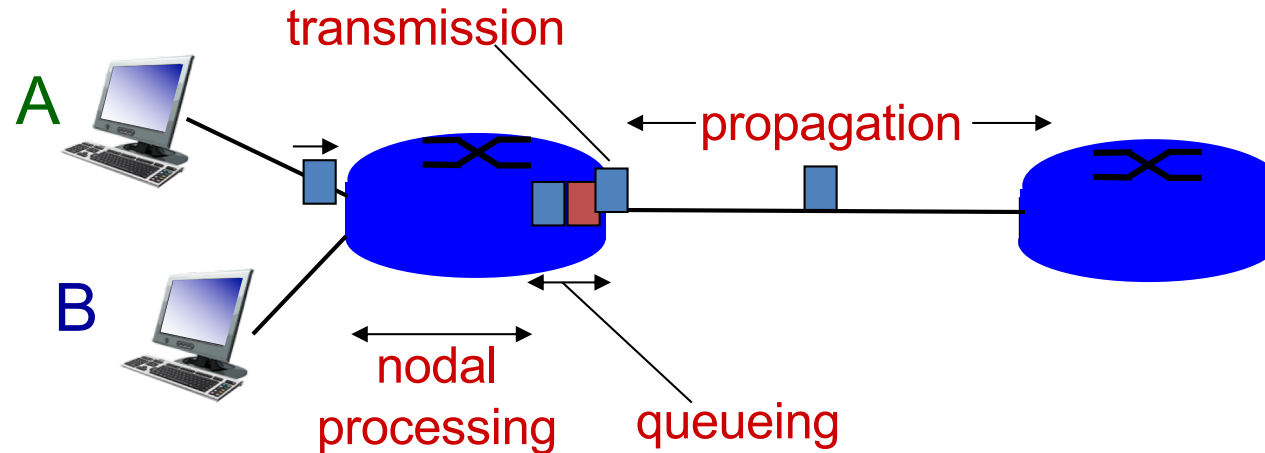 transmission
A
propagation
B
nodal
processing
queueing